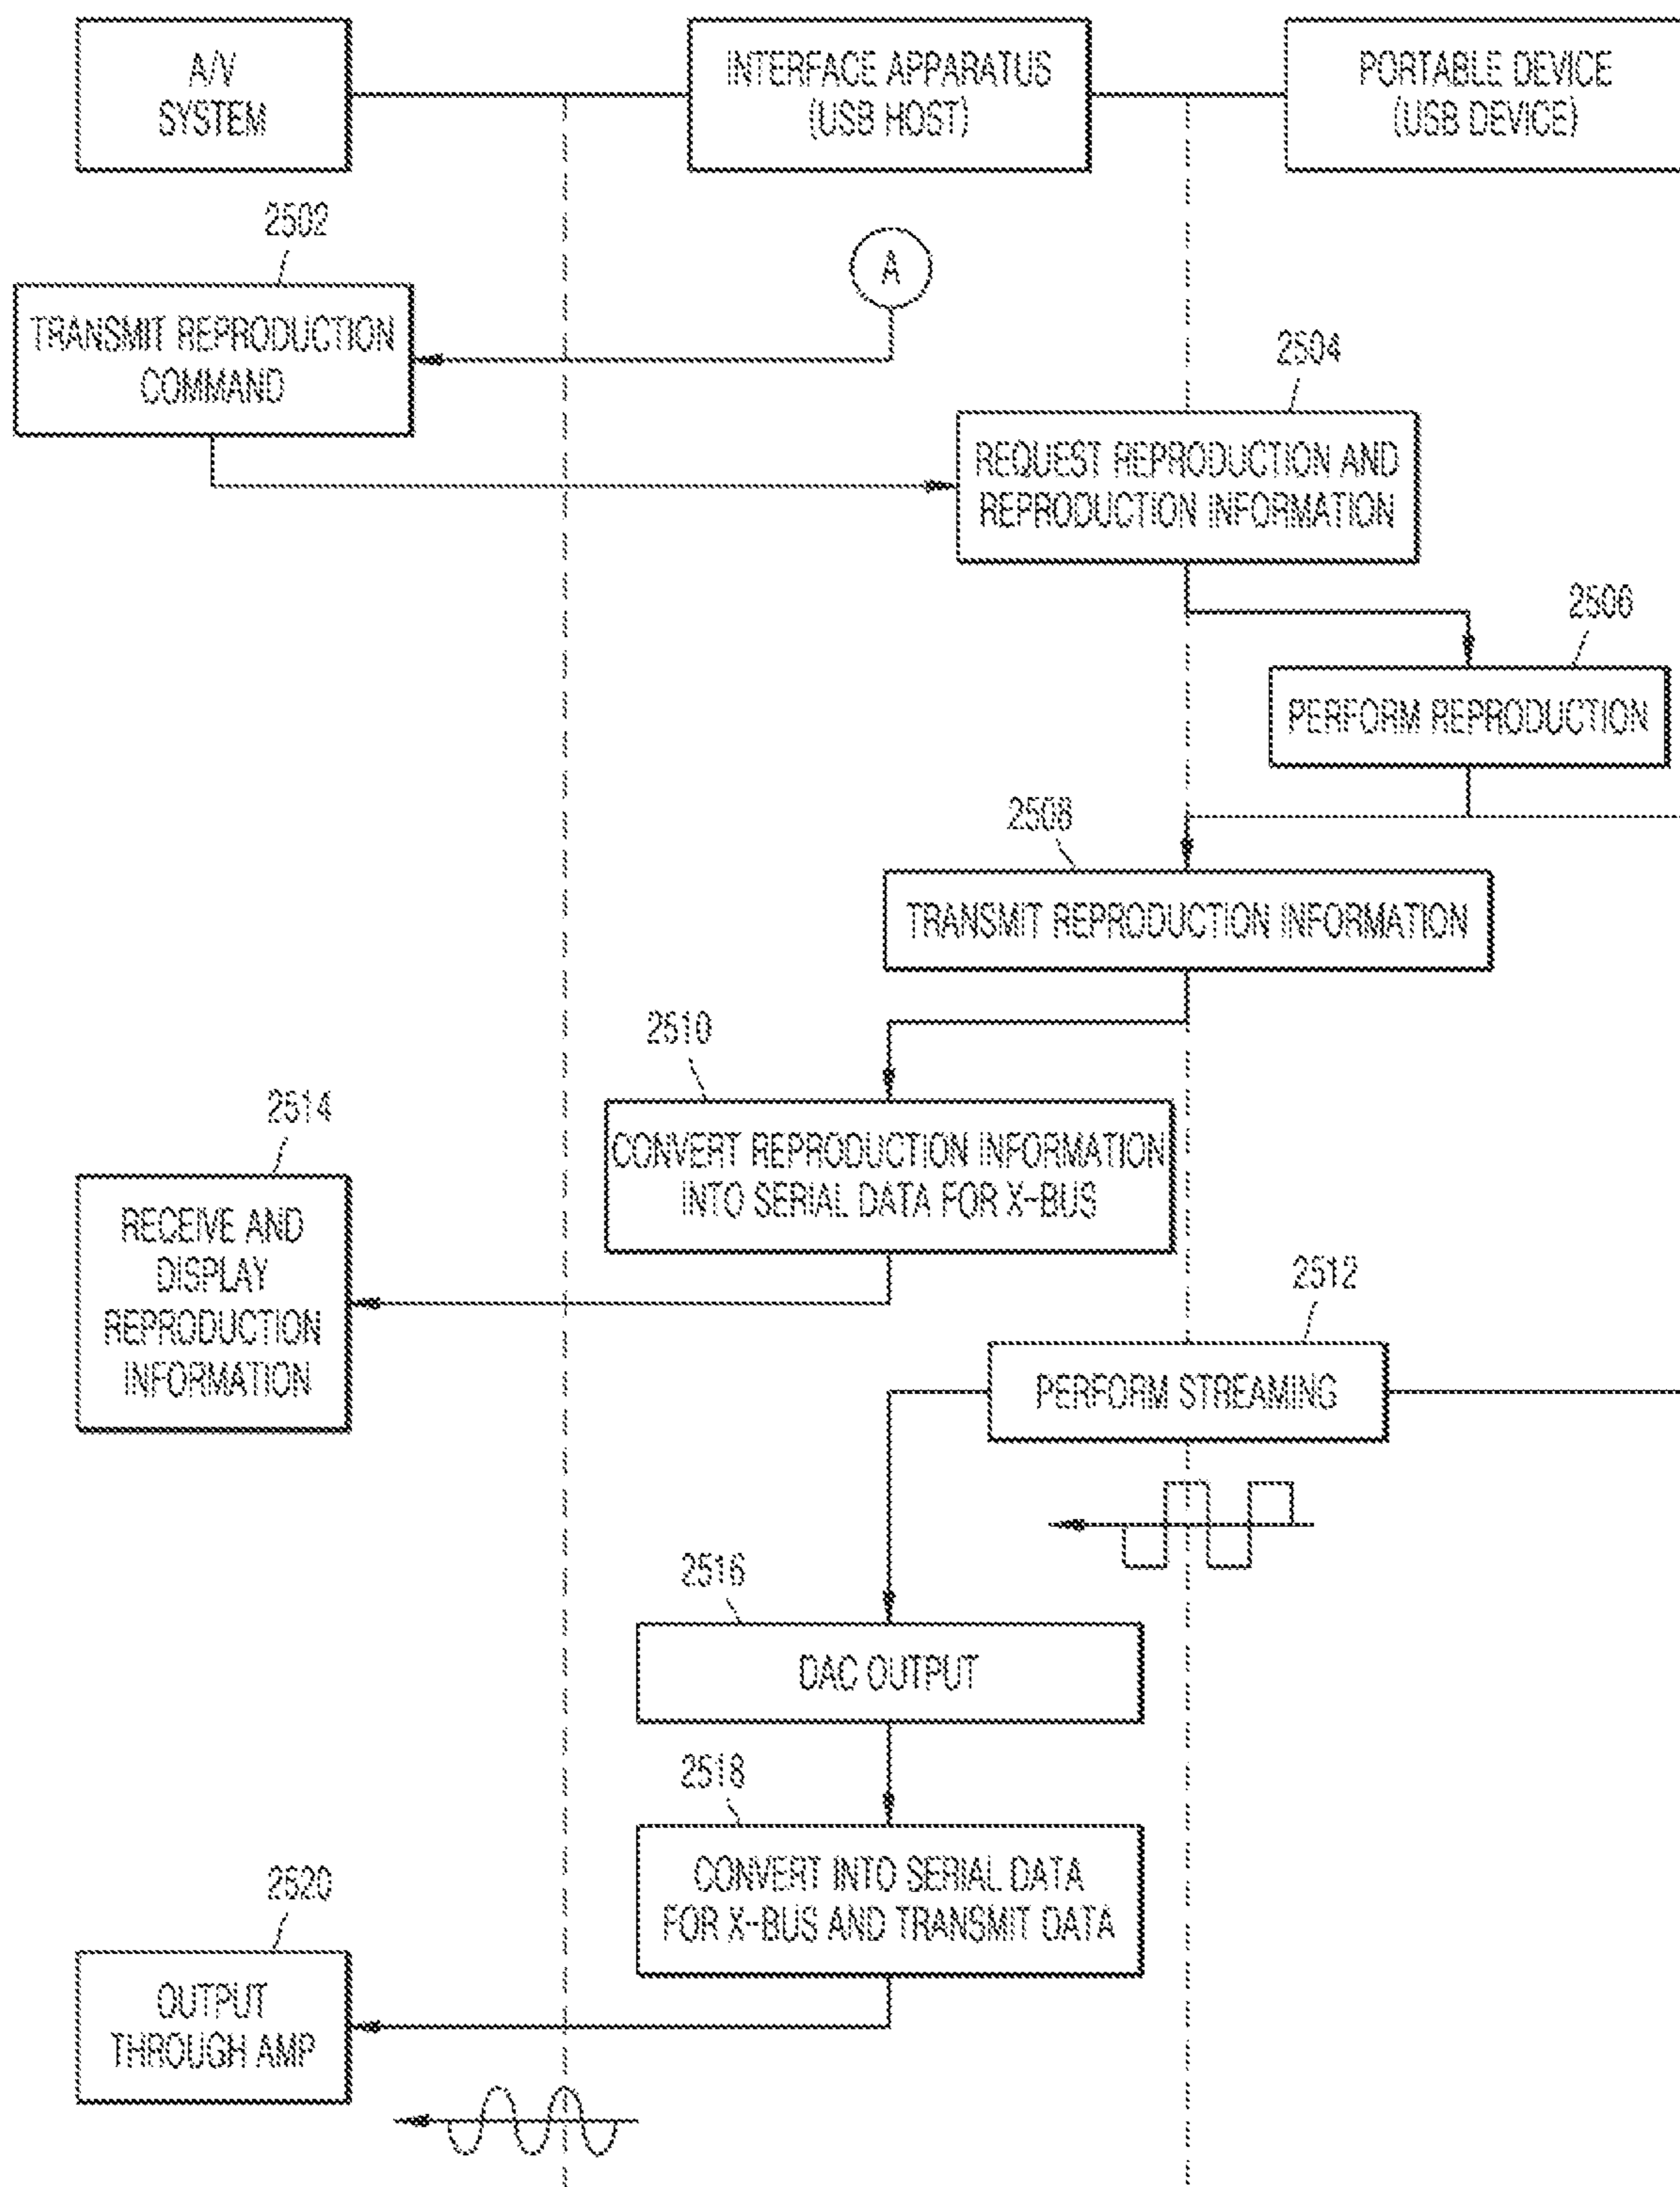 A/V
SYSTEM
INTERFACE APPARATUS
(USB HOST)
PORTABLE DEVICE
(USB DEVICE)
2502
A
TRANSMIT REPRODUCTION
COMMAND
2504
REQUEST REPRODUCTION AND
REPRODUCTION INFORMATION
2506
PERFORM REPRODUCTION
2508
TRANSMIT REPRODUCTION INFORMATION
2510
CONVERT REPRODUCTION INFORMATION
INTO SERIAL DATA FOR X-BUS
2514
RECEIVE AND
DISPLAY
REPRODUCTION
INFORMATION
2512
PERFORM STREAMING
2516
DAC OUTPUT
2518
CONVERT INTO SERIAL DATA
FOR X-BUS AND TRANSMIT DATA
2520
OUTPUT
THROUGH AMP